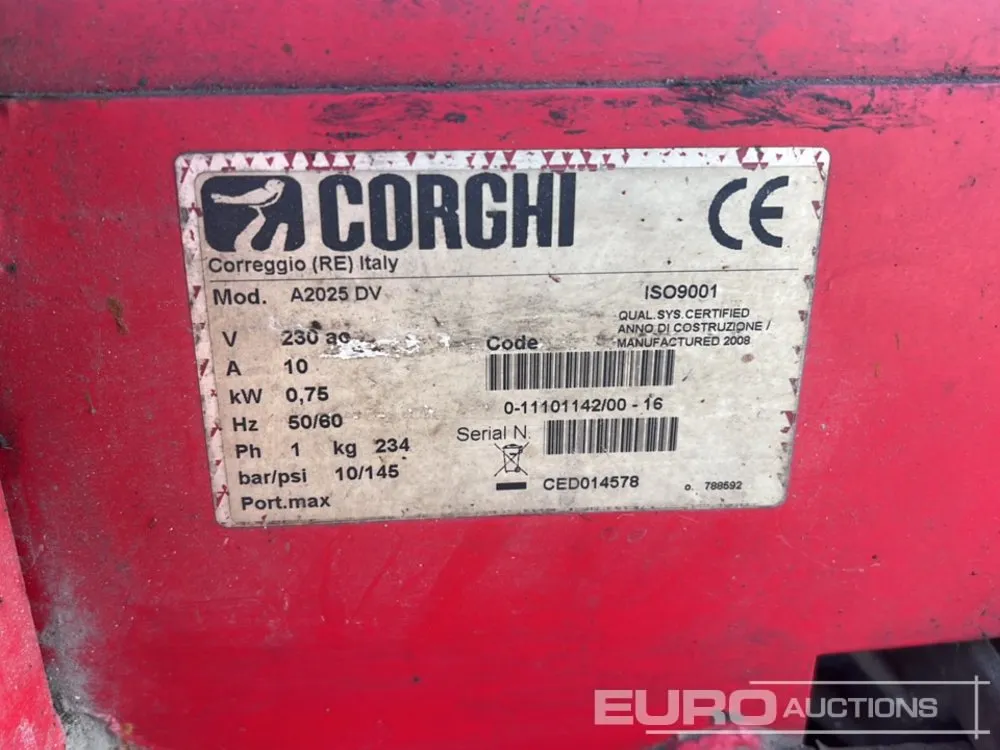 CORGHI CE
Correggio (RE) Italy
Mod. A2025 DV
ISO9001
QUAL.SYS.CERTIFIED
ANNO DI COSTRUZIONE /
MANUFACTURED 2008
V 230 ac
A 10
kW 0,75
Hz 50/60
Ph 1 kg 234
bar/psi 10/145
Port.max
Code
0-11101142/00 - 16
Serial N.
CED014578
o. 788592
EURO AUCTIONS